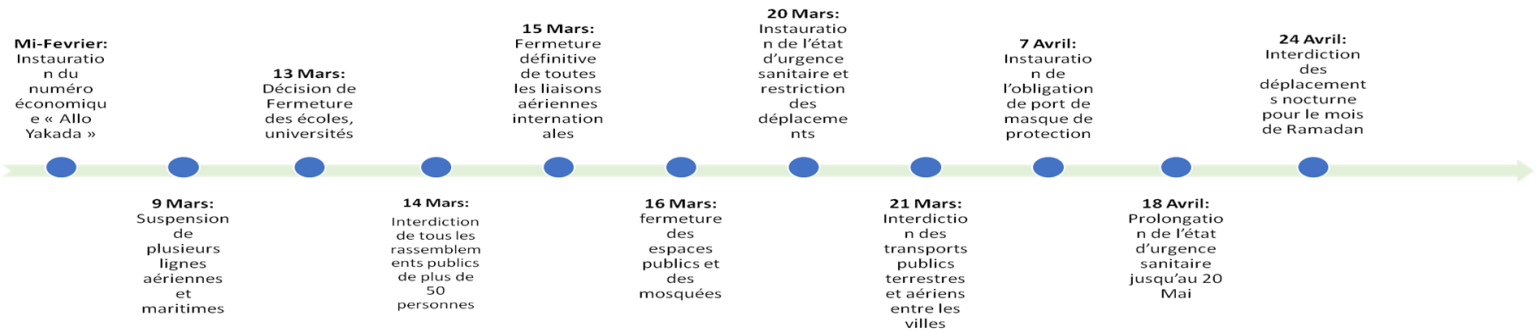 Mi-Fevrier:
Instauratio
n du
numéro
économiqu
e « Allo
Yakada »
9 Mars:
Suspension
de
plusieurs
lignes
aériennes
et
maritimes
13 Mars:
Décision de
Fermeture
des écoles,
universités
14 Mars:
Interdiction
de tous les
rassemblem
ents publics
de plus de
50
personnes
15 Mars:
Fermeture
définitive
de toutes
les liaisons
aériennes
internation
ales
16 Mars:
fermeture
des
espaces
publics et
des
mosquées
20 Mars:
Instauratio
n de l’état
d’urgence
sanitaire et
restriction
des
déplaceme
nts
21 Mars:
Interdictio
n des
transports
publics
terrestres
et aériens
entre les
villes
7 Avril:
Instauratio
n de
l’obligation
de port de
masque de
protection
18 Avril:
Prolongatio
n de l’état
d’urgence
sanitaire
jusqu’au 20
Mai
24 Avril:
Interdiction
des
déplacement
s nocturne
pour le mois
de Ramadan